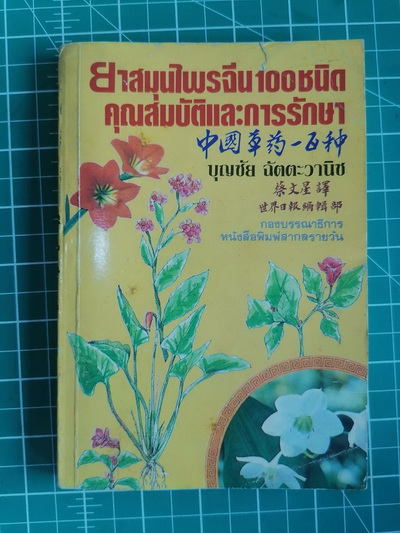 ยาสมุนไพรจีน 100 ชนิด
คุณสมบัติและการรักษา
中國草药一百种
บุญชัย ฉัตตะวานิช
蔡文星 譯
世界日報編輯部
กองบรรณาธิการ
หนังสือพิมพ์สากลรายวัน